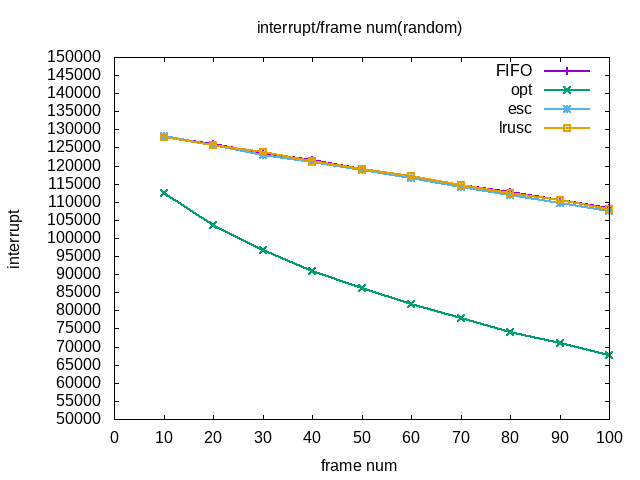 interrupt/frame num(random)
150000
145000
140000
135000
130000
125000
120000
115000
110000
105000
100000
95000
90000
85000
80000
75000
70000
65000
60000
55000
50000
interrupt
FIFO
opt
esc
lrusc
0 10 20 30 40 50 60 70 80 90 100
frame num